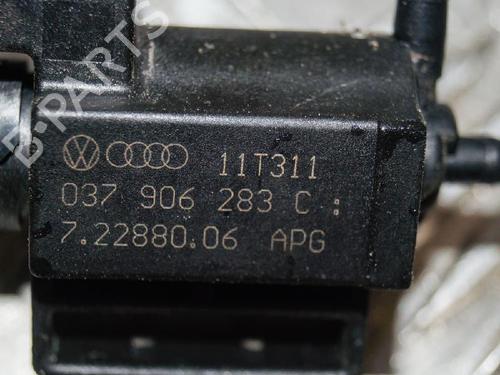 B-PARTS
11T311
037 906 283 C :
7.22880.06 APG